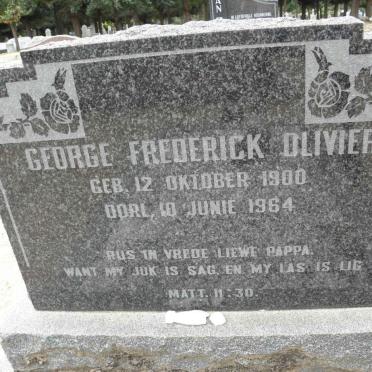 GEORGE FREDERICK OLIVIER
GEB. 12 OKTOBER 1900
OORL. 10 JUNIE 1964
RUS IN VREDE LIEWE PAPPA.
WANT MY JUK IS SAG, EN MY LAS IS LIG
MATT. 11:30.